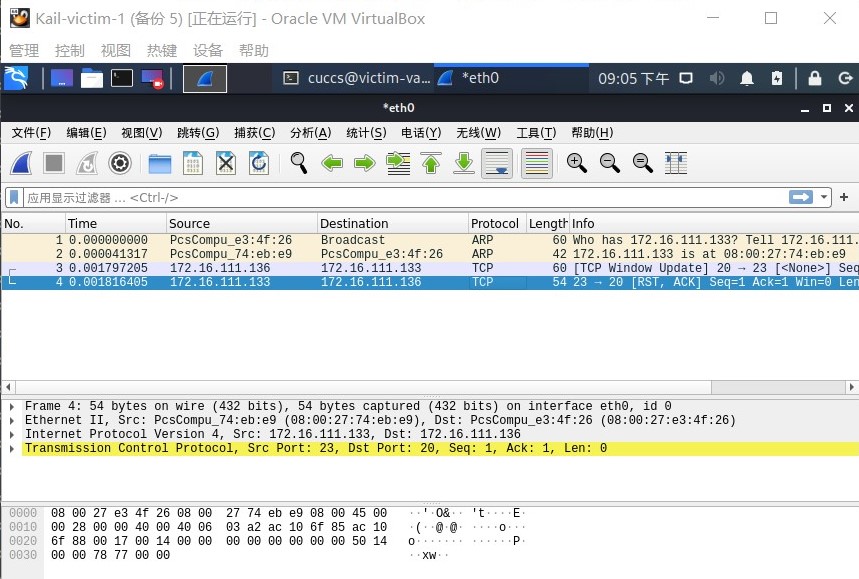 Kail-victim-1 (备份 5) [正在运行] - Oracle VM VirtualBox
管理 控制 视图 热键 设备 帮助
cuccs@victim-va... *eth0 09:05 下午
*eth0
文件(F) 编辑(E) 视图(V) 跳转(G) 捕获(C) 分析(A) 统计(S) 电话(Y) 无线(W) 工具(T) 帮助(H)
应用显示过滤器 … <Ctrl-/>
No. Time Source Destination Protocol Length Info
1 0.000000000 PcsCompu_e3:4f:26 Broadcast ARP 60 Who has 172.16.111.133? Tell 172.16.111.
2 0.000041317 PcsCompu_74:eb:e9 PcsCompu_e3:4f:26 ARP 42 172.16.111.133 is at 08:00:27:74:eb:e9
3 0.001797205 172.16.111.136 172.16.111.133 TCP 60 [TCP Window Update] 20 → 23 [<None>] Seq
4 0.001816405 172.16.111.133 172.16.111.136 TCP 54 23 → 20 [RST, ACK] Seq=1 Ack=1 Win=0 Len
Frame 4: 54 bytes on wire (432 bits), 54 bytes captured (432 bits) on interface eth0, id 0
Ethernet II, Src: PcsCompu_74:eb:e9 (08:00:27:74:eb:e9), Dst: PcsCompu_e3:4f:26 (08:00:27:e3:4f:26)
Internet Protocol Version 4, Src: 172.16.111.133, Dst: 172.16.111.136
Transmission Control Protocol, Src Port: 23, Dst Port: 20, Seq: 1, Ack: 1, Len: 0
0000 08 00 27 e3 4f 26 08 00 27 74 eb e9 08 00 45 00 ··'·O&·· 't····E·
0010 00 28 00 00 40 00 40 06 03 a2 ac 10 6f 85 ac 10 ·(··@·@· ····o···
0020 6f 88 00 17 00 14 00 00 00 00 00 00 00 00 50 14 o······· ······P·
0030 00 00 78 77 00 00 ··xw··